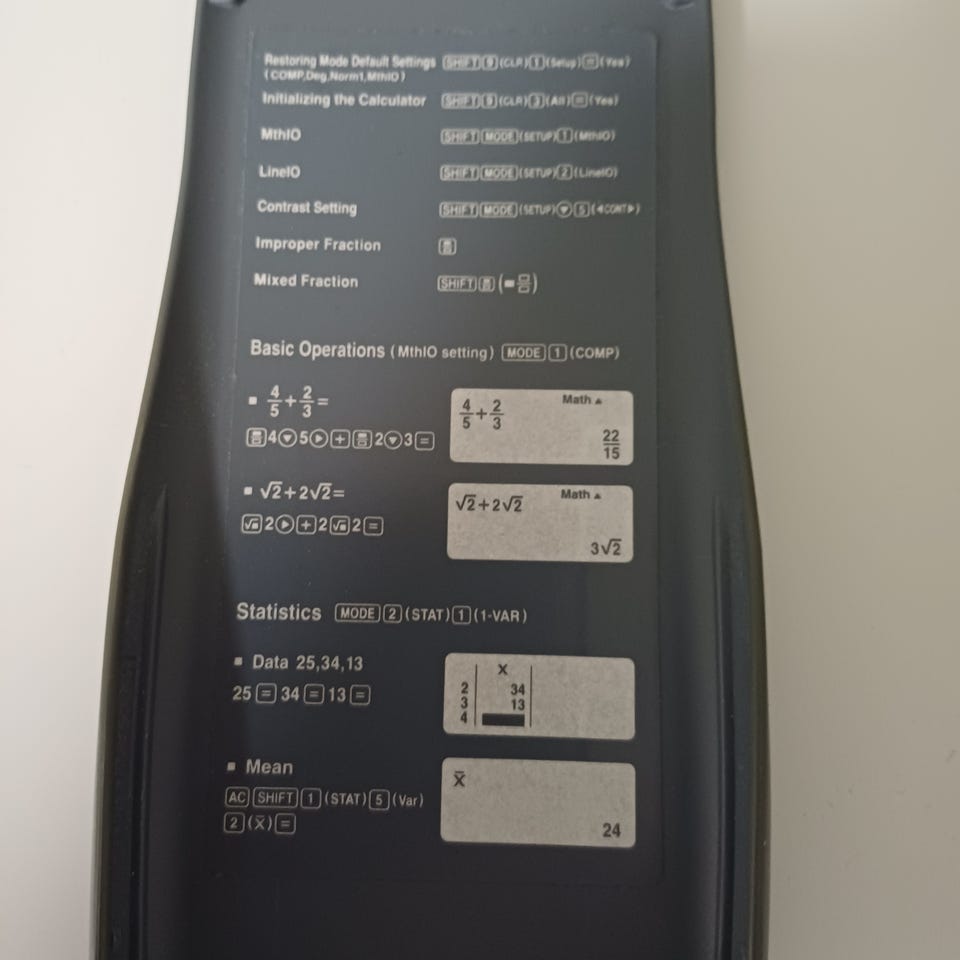 Restoring Mode Default Settings SHIFT 9 (CLR) 1 (Setup) = (Yes)
(COMP,Deg,Norm1,MthIO)
Initializing the Calculator SHIFT 9 (CLR) 3 (All) = (Yes)
MthIO SHIFT MODE (SETUP) 1 (MthIO)
LineIO SHIFT MODE (SETUP) 2 (LineIO)
Contrast Setting SHIFT MODE (SETUP) ▼ 5 (◄CONT►)
Improper Fraction
Mixed Fraction SHIFT
Basic Operations (MthIO setting) MODE 1 (COMP)
▪ 4/5+2/3=
4▼5►+ 2▼3=
4/5+2/3 Math▲
22/15
▪ √2+2√2=
√ 2►+2√ 2=
√2+2√2 Math▲
3√2
Statistics MODE 2 (STAT) 1 (1-VAR)
▪ Data 25,34,13
25=34=13=
X
2 34
3 13
4
▪ Mean
AC SHIFT 1 (STAT) 5 (Var)
2 (x̄) =
x̄
24